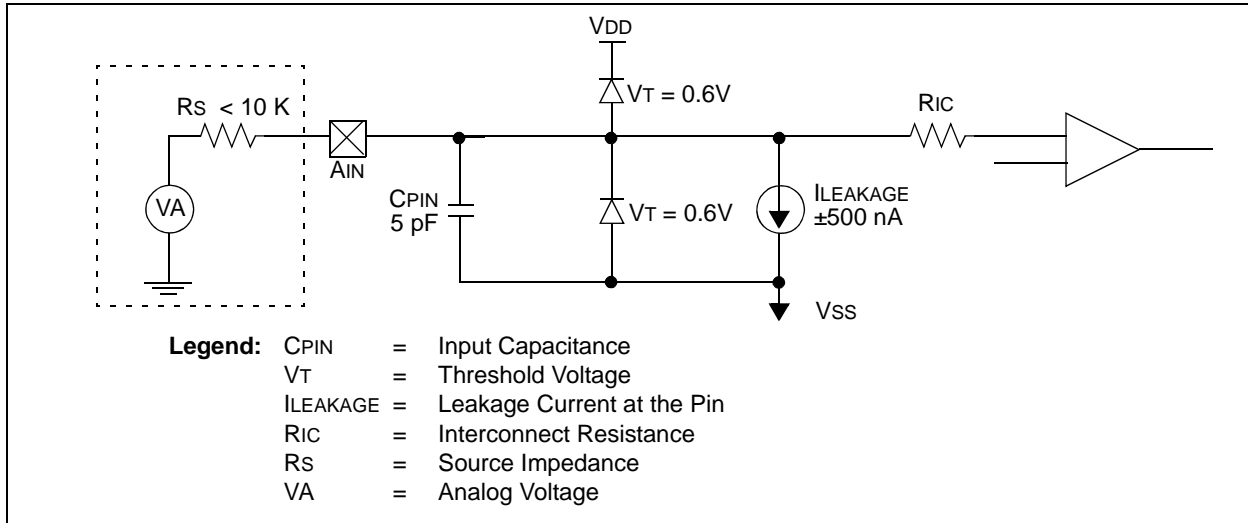 VDD
RS < 10 K
VT = 0.6V
RIC
AIN
VA
CPIN
5 pF
VT = 0.6V
ILEAKAGE
±500 nA
VSS
Legend: CPIN = Input Capacitance
VT = Threshold Voltage
ILEAKAGE = Leakage Current at the Pin
RIC = Interconnect Resistance
RS = Source Impedance
VA = Analog Voltage